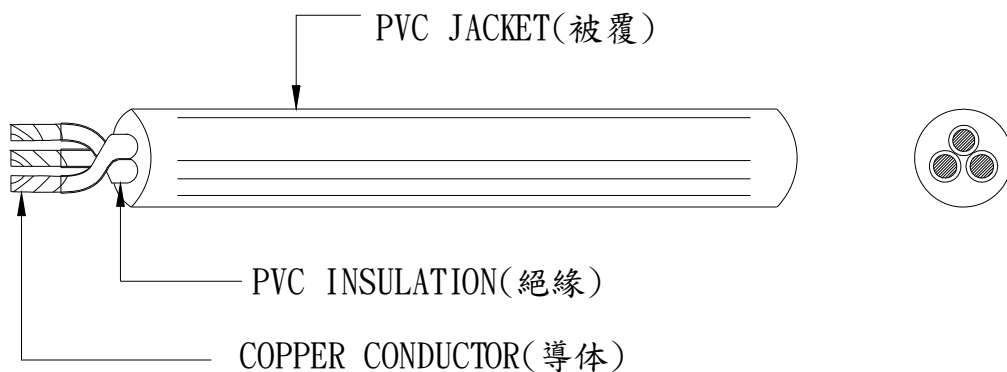 PVC JACKET(被覆)
PVC INSULATION(絕緣)
COPPER CONDUCTOR(導体)